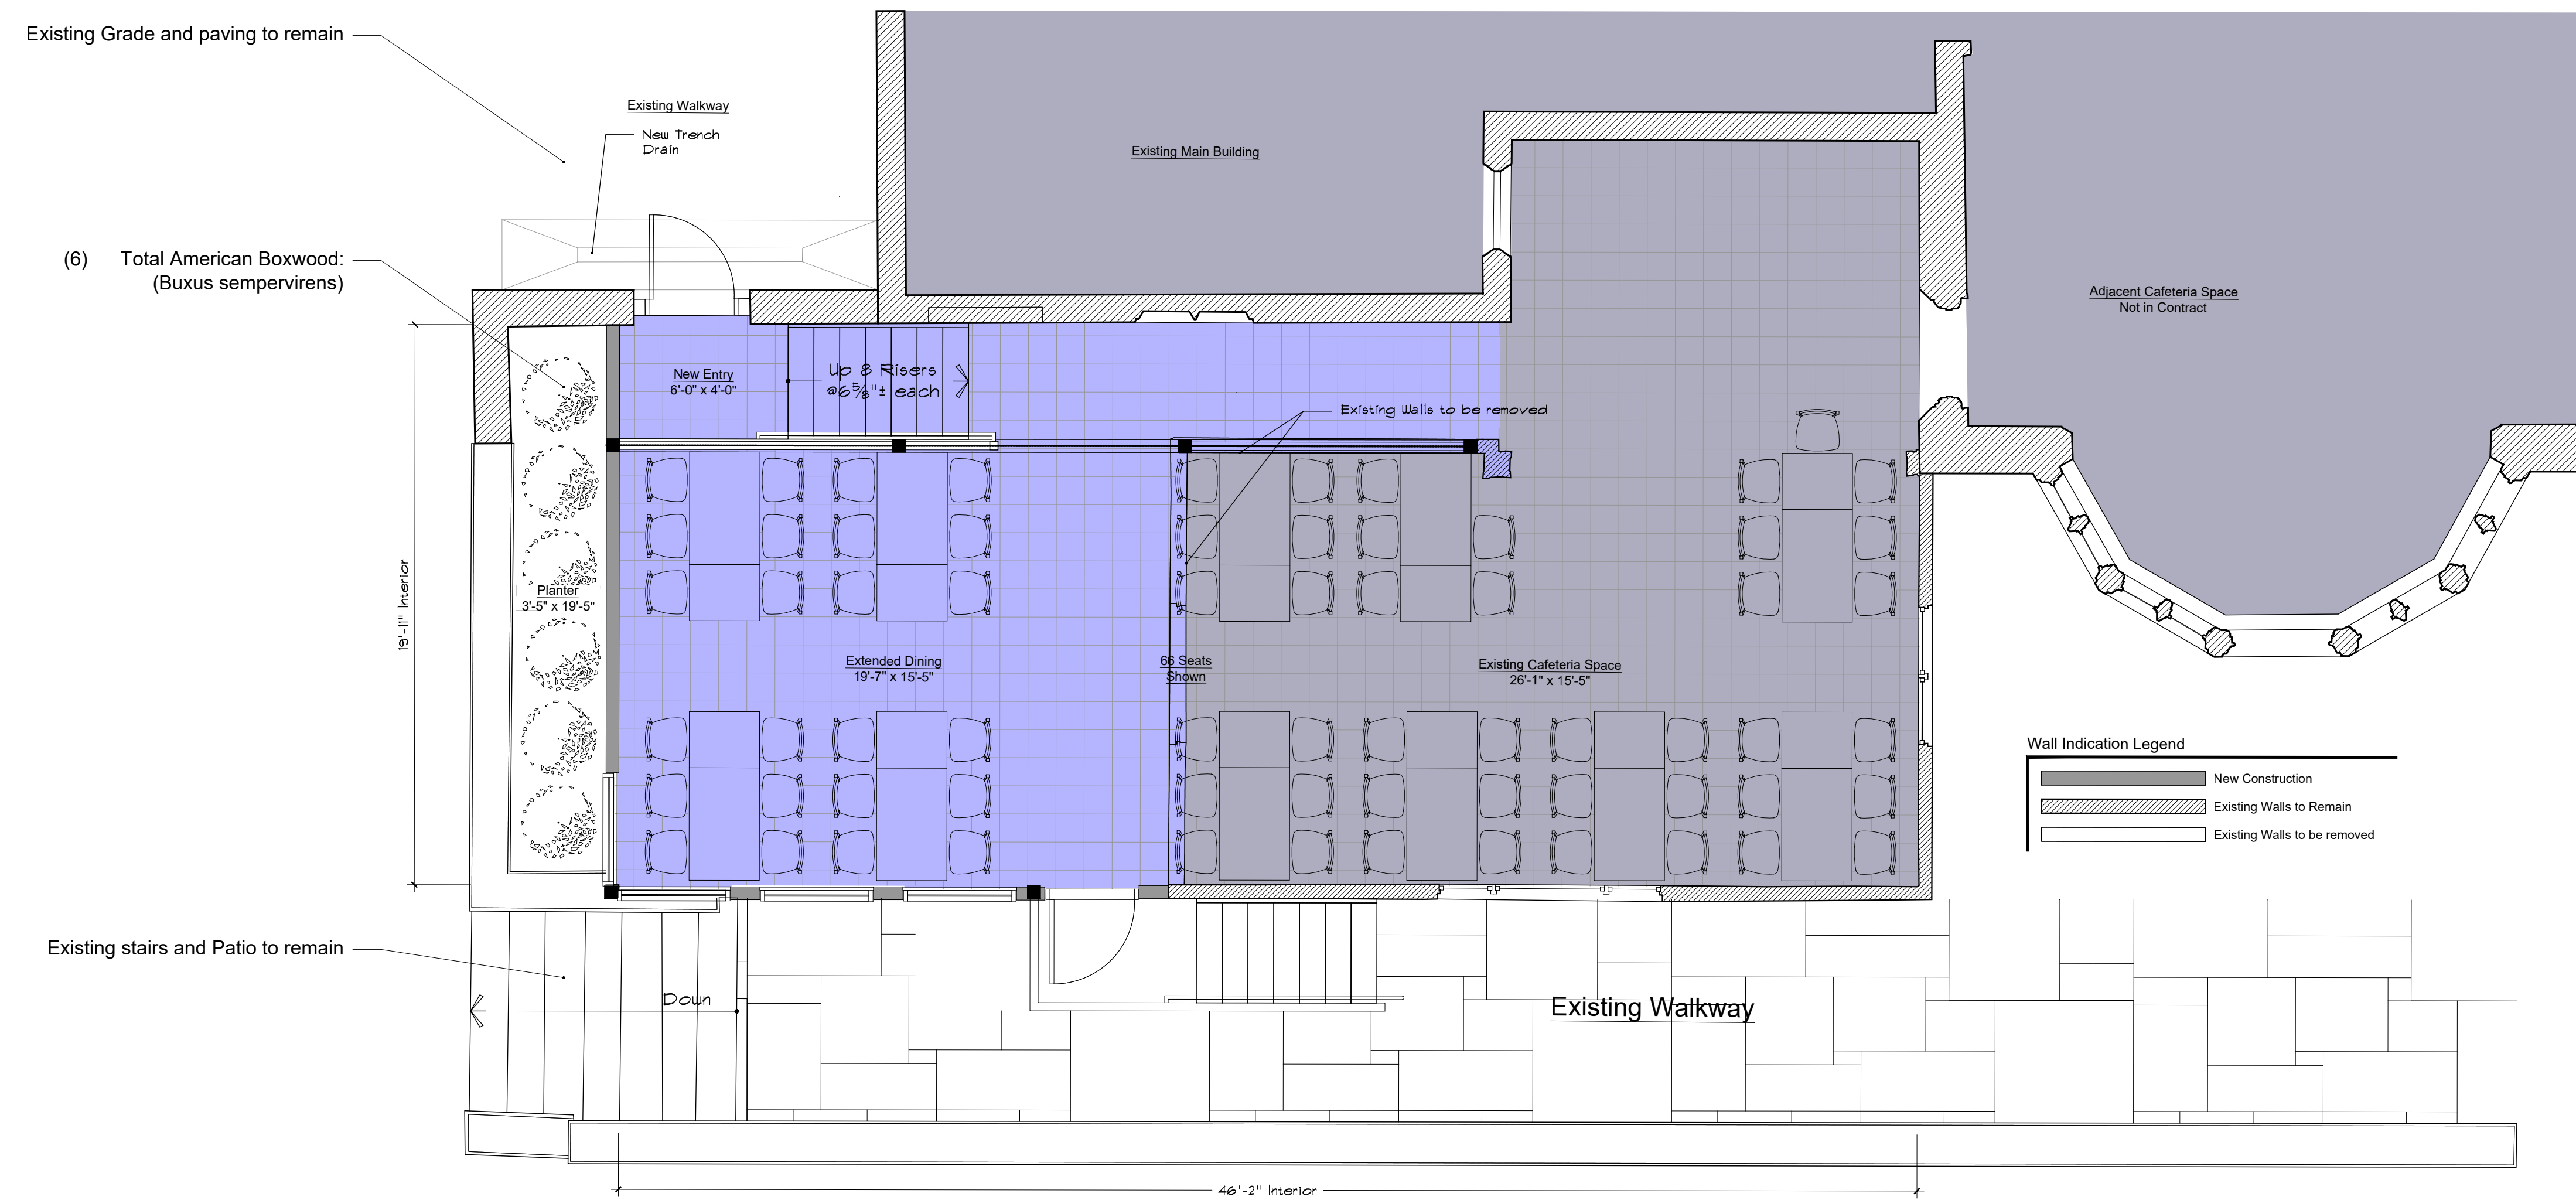 Existing Grade and paving to remain
Existing Walkway
New Trench
Drain
Existing Main Building
(6) Total American Boxwood:
(Buxus sempervirens)
Adjacent Cafeteria Space
Not in Contract
New Entry
6'-0" x 4'-0"
Up 8 Risers
@6⅝"± each
Existing Walls to be removed
19'-11" Interior
Planter
3'-5" x 19'-5"
Extended Dining
19'-7" x 15'-5"
66 Seats
Shown
Existing Cafeteria Space
26'-1" x 15'-5"
Wall Indication Legend
New Construction
Existing Walls to Remain
Existing Walls to be removed
Existing stairs and Patio to remain
Down
Existing Walkway
46'-2" Interior